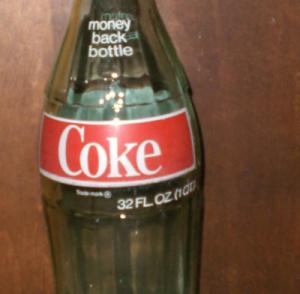 money
back
bottle
Coke
Trade-mark ®
32 FL. OZ. (1 QT.)